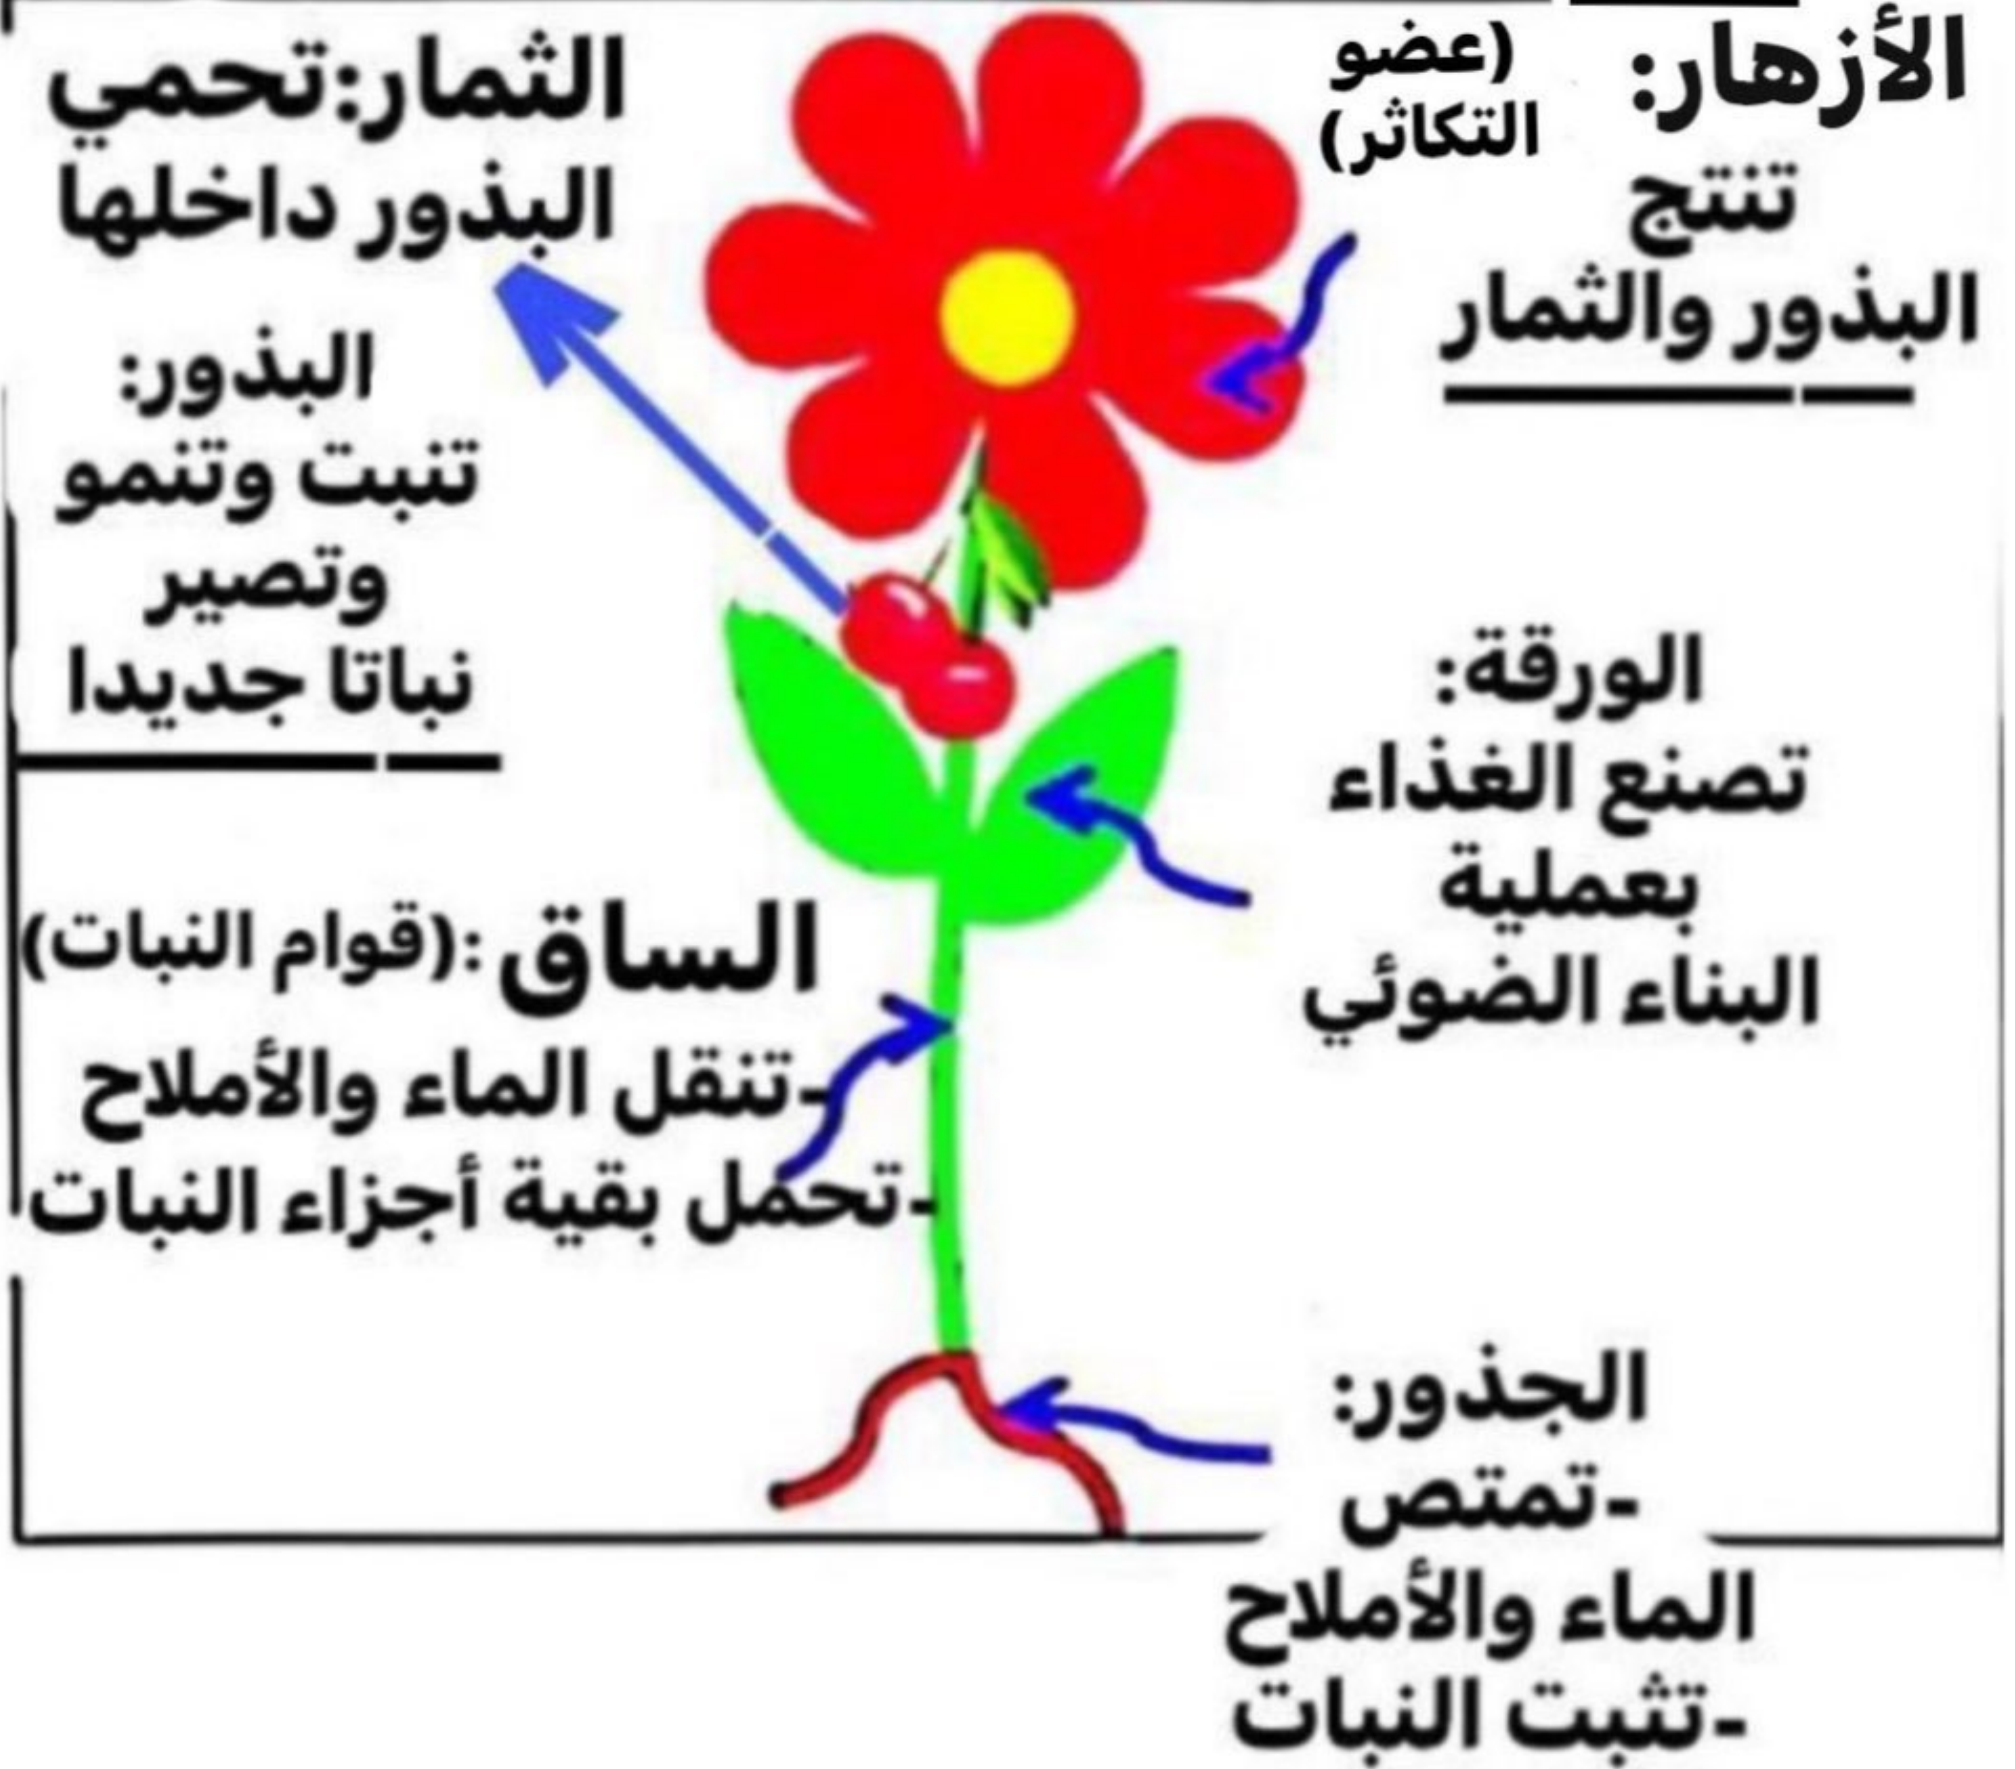 الأزهار:
(عضو
التكاثر)
تنتج
البذور والثمار
الثمار:تحمي
البذور داخلها
البذور:
تنبت وتنمو
وتصير
نباتا جديدا
الورقة:
تصنع الغذاء
بعملية
البناء الضوئي
الساق :(قوام النبات)
-تنقل الماء والأملاح
-تحمل بقية أجزاء النبات
الجذور:
-تمتص
الماء والأملاح
-تثبت النبات